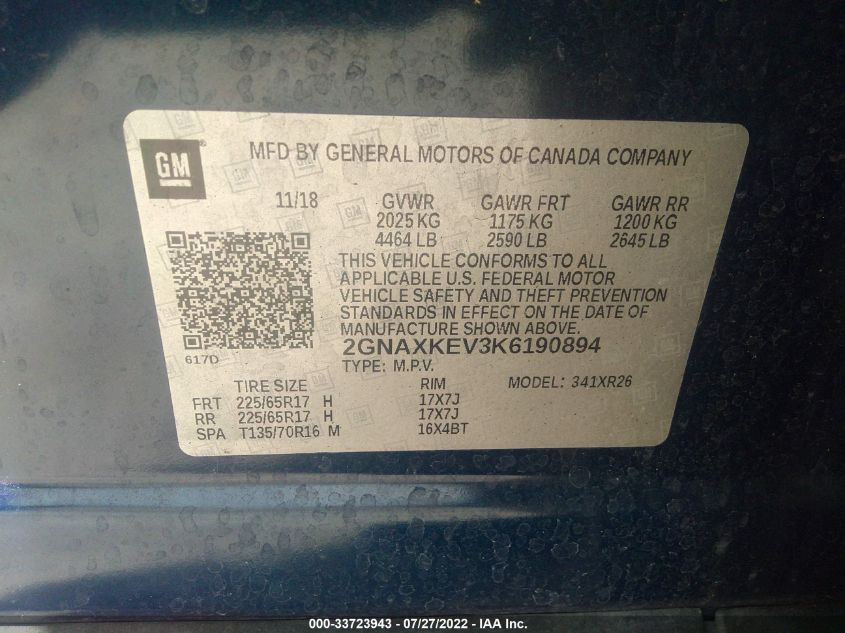 GM
MFD BY GENERAL MOTORS OF CANADA COMPANY
11/18 GVWR GAWR FRT GAWR RR
2025 KG 1175 KG 1200 KG
4464 LB 2590 LB 2645 LB
THIS VEHICLE CONFORMS TO ALL
APPLICABLE U.S. FEDERAL MOTOR
VEHICLE SAFETY AND THEFT PREVENTION
STANDARDS IN EFFECT ON THE DATE OF
MANUFACTURE SHOWN ABOVE.
617D
2GNAXKEV3K6190894
TYPE: M.P.V.
TIRE SIZE RIM MODEL: 341XR26
FRT 225/65R17 H 17X7J
RR 225/65R17 H 17X7J
SPA T135/70R16 M 16X4BT
000-33723943 - 07/27/2022 - IAA Inc.